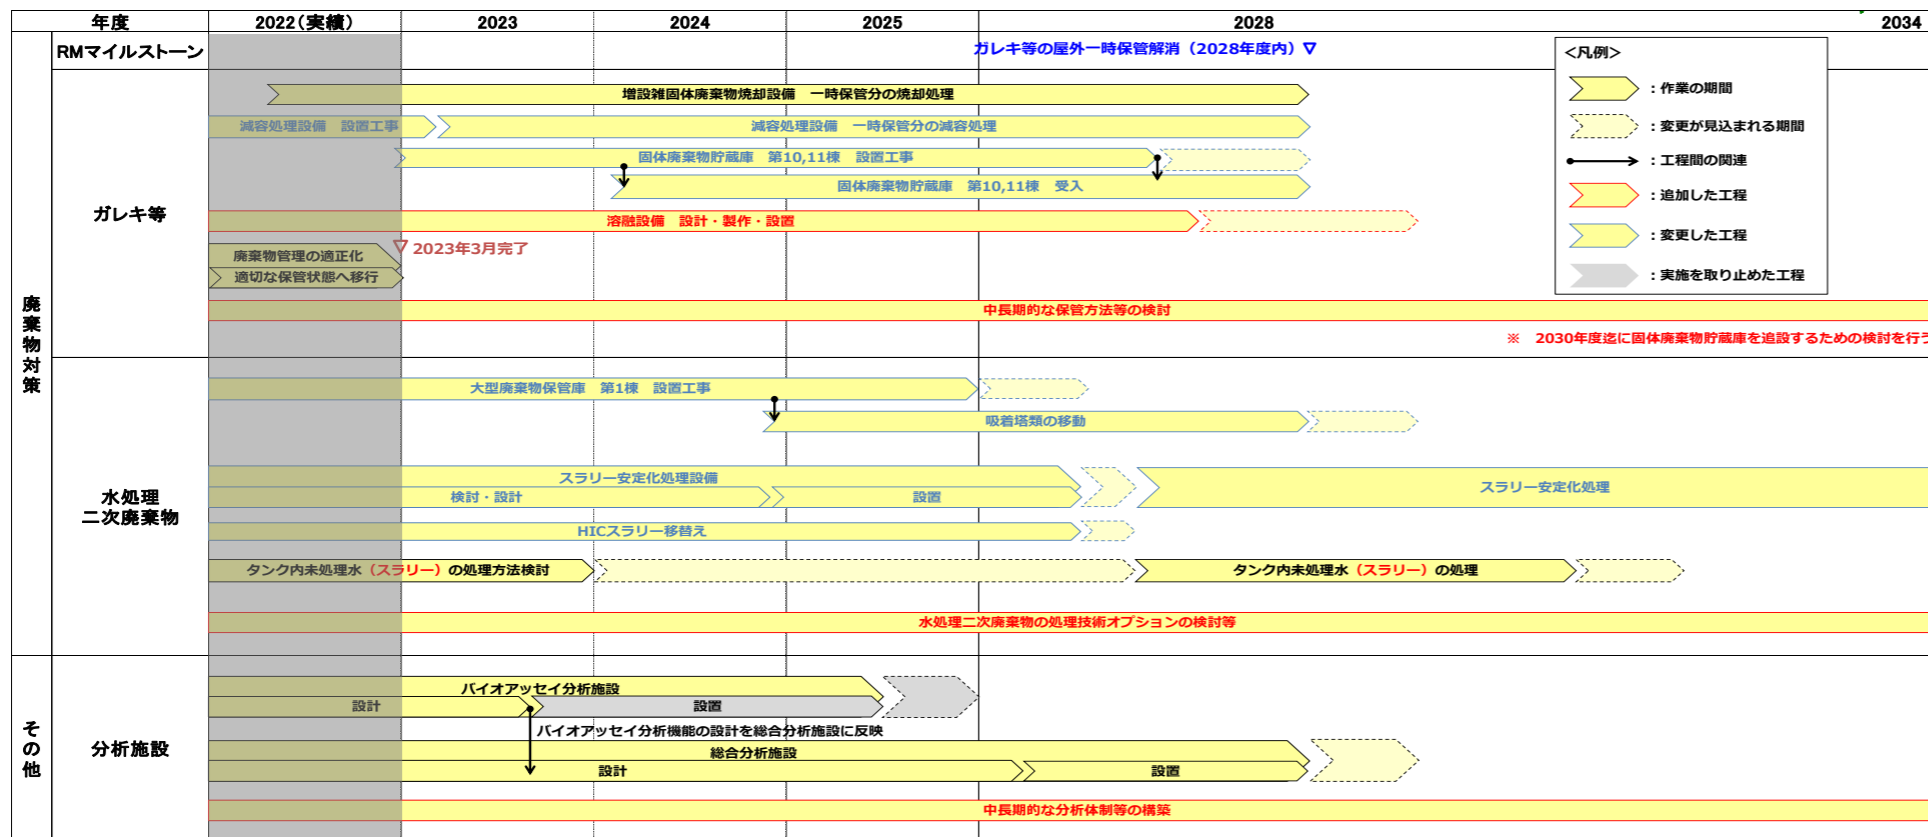 年度 2022（実績） 2023 2024 2025 2028 2034
RMマイルストーン
ガレキ等の屋外一時保管解消（2028年度内）▽
＜凡例＞
：作業の期間
：変更が見込まれる期間
：工程間の関連
：追加した工程
：変更した工程
：実施を取り止めた工程
廃棄物対策
ガレキ等
増設雑固体廃棄物焼却設備　一時保管分の焼却処理
減容処理設備　設置工事
減容処理設備　一時保管分の減容処理
固体廃棄物貯蔵庫　第10,11棟　設置工事
固体廃棄物貯蔵庫　第10,11棟　受入
溶融設備　設計・製作・設置
廃棄物管理の適正化
▽ 2023年3月完了
適切な保管状態へ移行
中長期的な保管方法等の検討
※　2030年度迄に固体廃棄物貯蔵庫を追設するための検討を行う
水処理
二次廃棄物
大型廃棄物保管庫　第1棟　設置工事
吸着塔類の移動
スラリー安定化処理設備
検討・設計
設置
スラリー安定化処理
HICスラリー移替え
タンク内未処理水（スラリー）の処理方法検討
タンク内未処理水（スラリー）の処理
水処理二次廃棄物の処理技術オプションの検討等
その他
分析施設
バイオアッセイ分析施設
設計
設置
バイオアッセイ分析機能の設計を総合分析施設に反映
総合分析施設
設計
設置
中長期的な分析体制等の構築